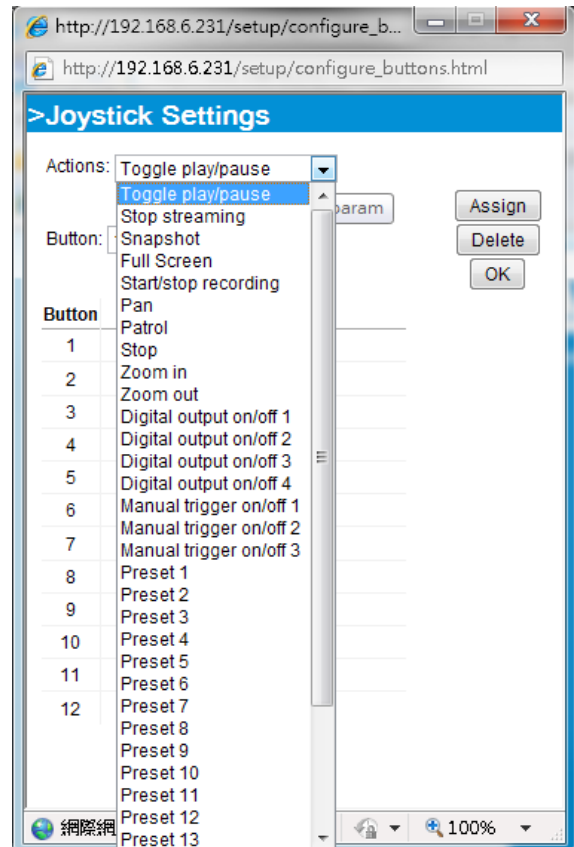 http://192.168.6.231/setup/configure_b...
http://192.168.6.231/setup/configure_buttons.html
>Joystick Settings
Actions: Toggle play/pause
Toggle play/pause
param
Assign
Stop streaming
Button:
Snapshot
Delete
Full Screen
OK
Start/stop recording
Button
Pan
Patrol
1
Stop
2
Zoom in
Zoom out
3
Digital output on/off 1
4
Digital output on/off 2
Digital output on/off 3
5
Digital output on/off 4
6
Manual trigger on/off 1
Manual trigger on/off 2
7
Manual trigger on/off 3
8
Preset 1
Preset 2
9
Preset 3
10
Preset 4
Preset 5
11
Preset 6
12
Preset 7
Preset 8
Preset 9
Preset 10
Preset 11
Preset 12
網際網
100%
Preset 13